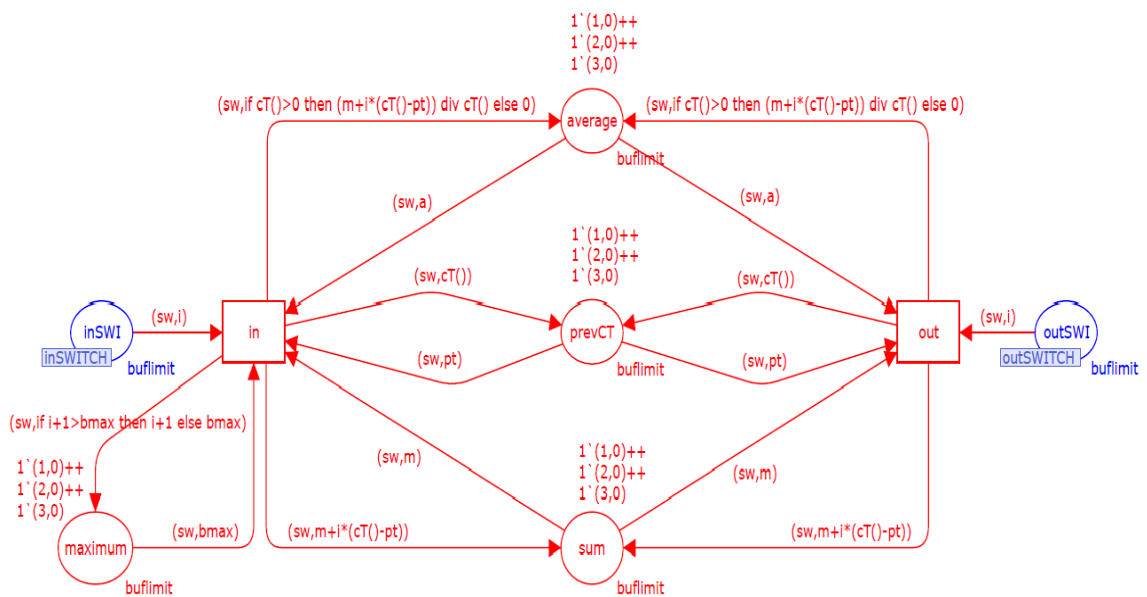 1`(1,0)++
1`(2,0)++
1`(3,0)
(sw,if cT()>0 then (m+i*(cT()-pt)) div cT() else 0)
average
(sw,if cT()>0 then (m+i*(cT()-pt)) div cT() else 0)
buflimit
(sw,a)
(sw,a)
1`(1,0)++
1`(2,0)++
1`(3,0)
(sw,cT())
(sw,cT())
inSWI
(sw,i)
in
prevCT
out
(sw,i)
outSWI
inSWITCH
buflimit
(sw,pt)
buflimit
(sw,pt)
outSWITCH
buflimit
(sw,if i+1>bmax then i+1 else bmax)
1`(1,0)++
1`(2,0)++
1`(3,0)
(sw,m)
1`(1,0)++
1`(2,0)++
1`(3,0)
(sw,m)
maximum
(sw,bmax)
(sw,m+i*(cT()-pt))
sum
(sw,m+i*(cT()-pt))
buflimit
buflimit